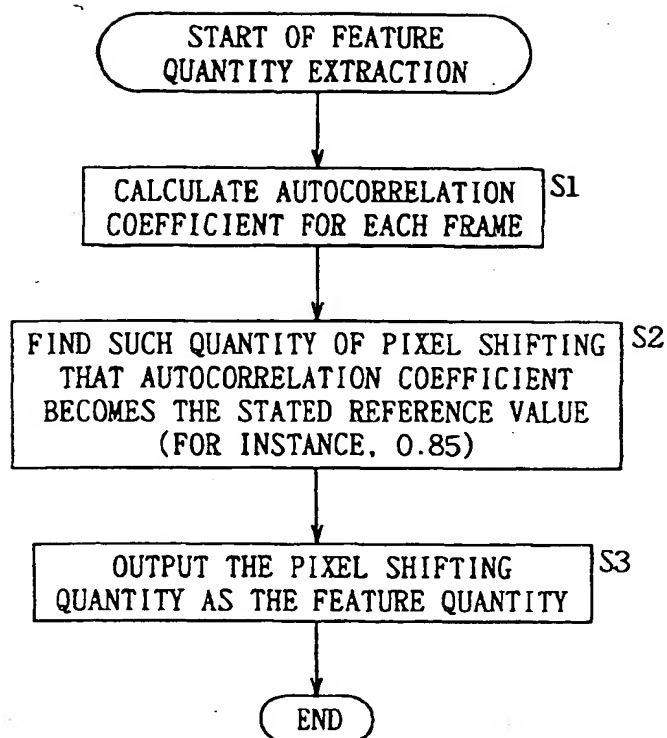 START OF FEATURE
QUANTITY EXTRACTION
CALCULATE AUTOCORRELATION
COEFFICIENT FOR EACH FRAME
S1
FIND SUCH QUANTITY OF PIXEL SHIFTING
THAT AUTOCORRELATION COEFFICIENT
BECOMES THE STATED REFERENCE VALUE
(FOR INSTANCE, 0.85)
S2
OUTPUT THE PIXEL SHIFTING
QUANTITY AS THE FEATURE QUANTITY
S3
END